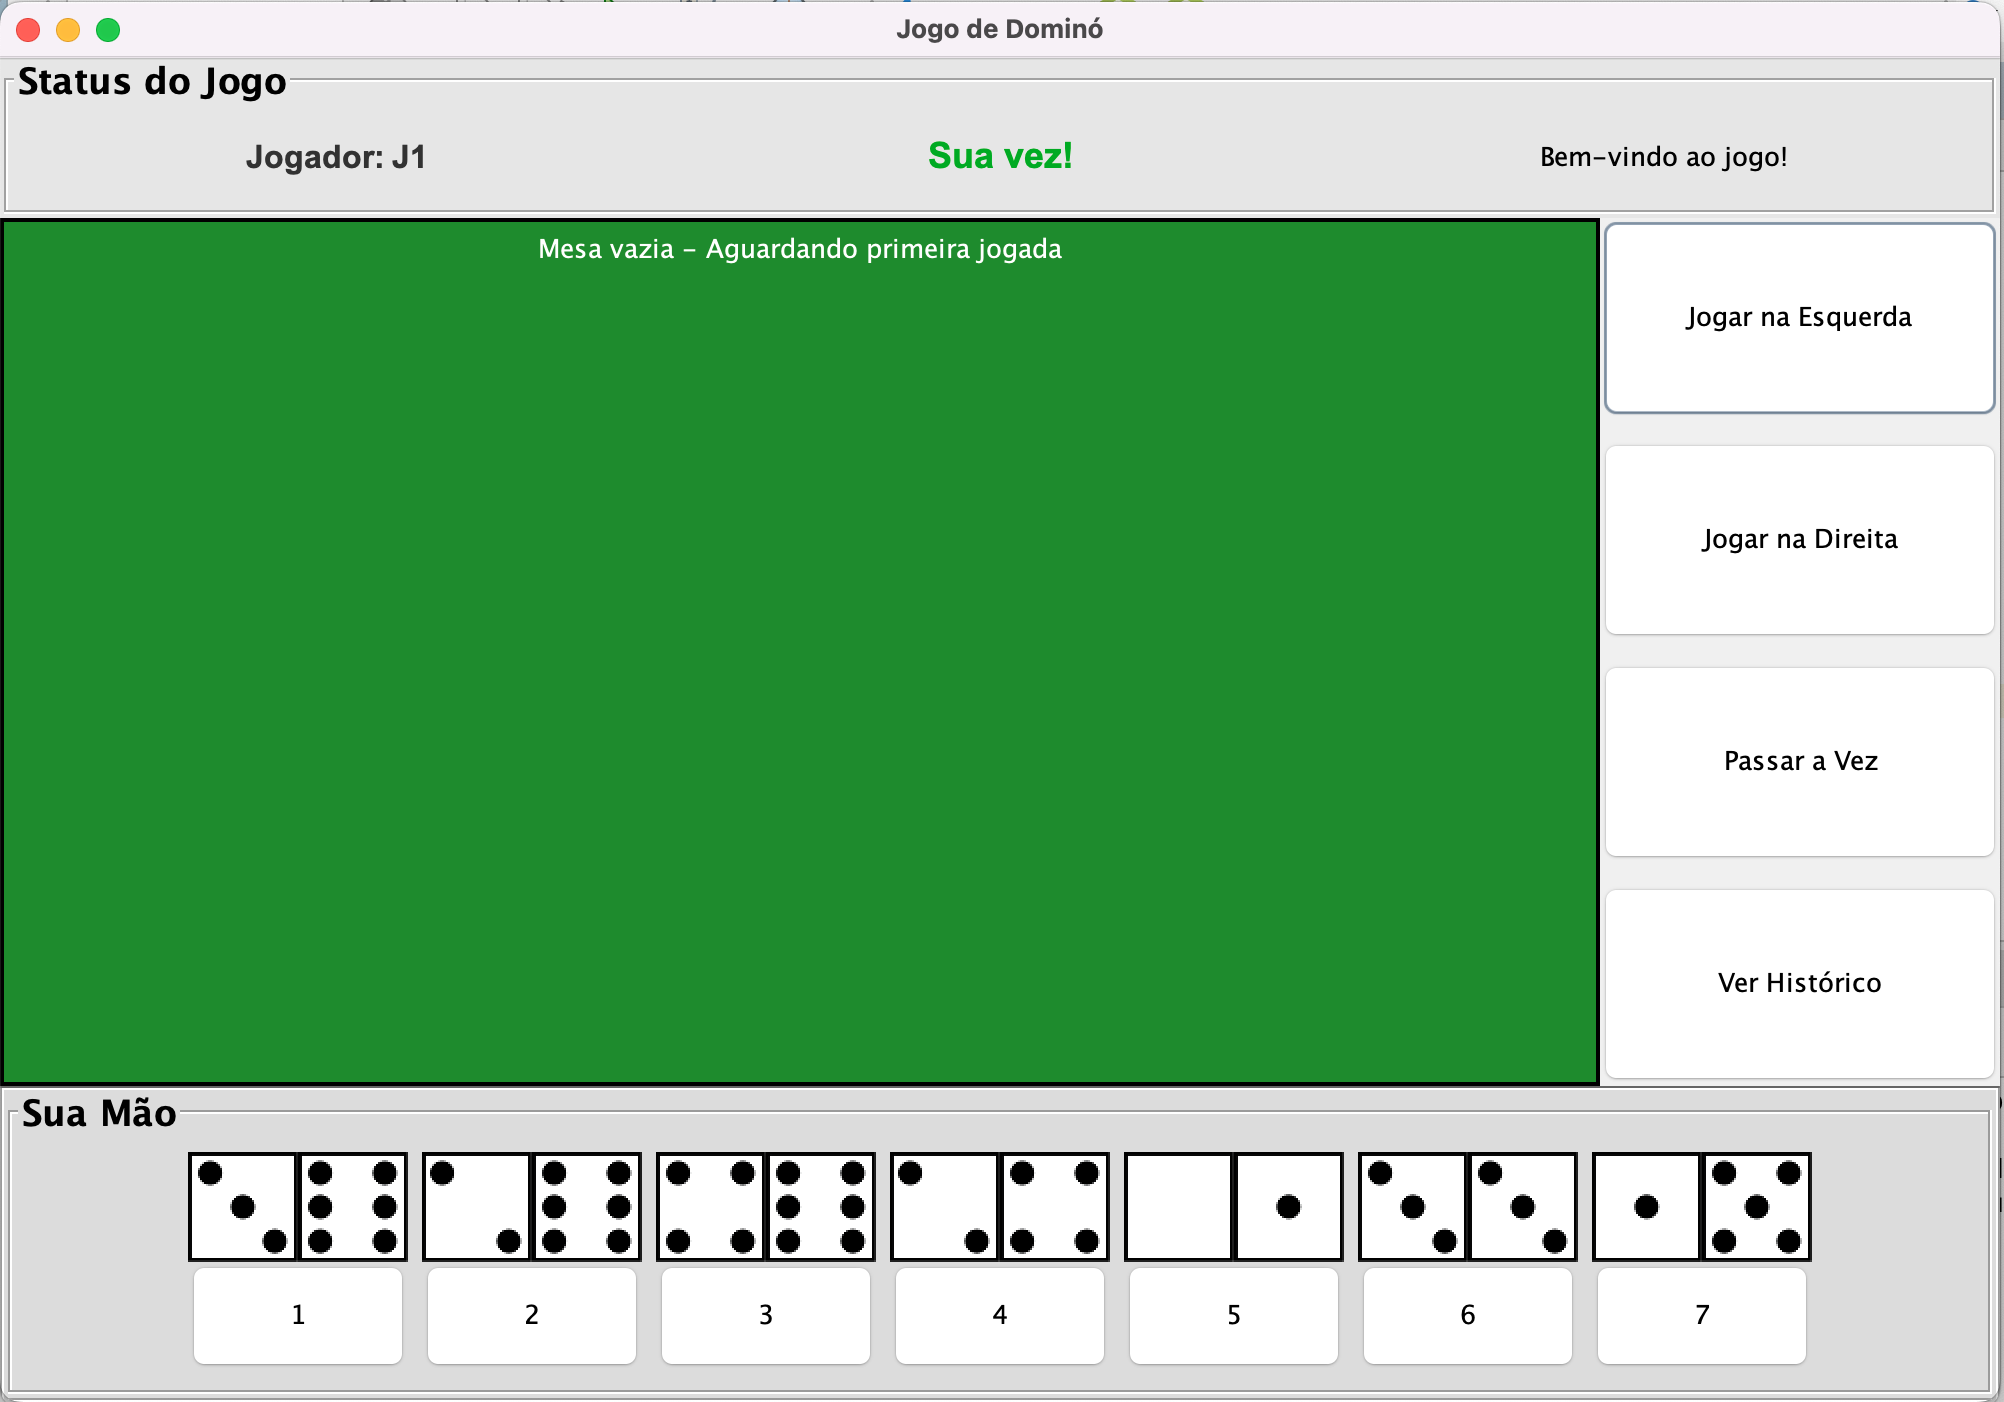 Jogo de Dominó
Status do Jogo
Jogador: J1
Sua vez!
Bem-vindo ao jogo!
Mesa vazia - Aguardando primeira jogada
Jogar na Esquerda
Jogar na Direita
Passar a Vez
Ver Histórico
Sua Mão
1
2
3
4
5
6
7